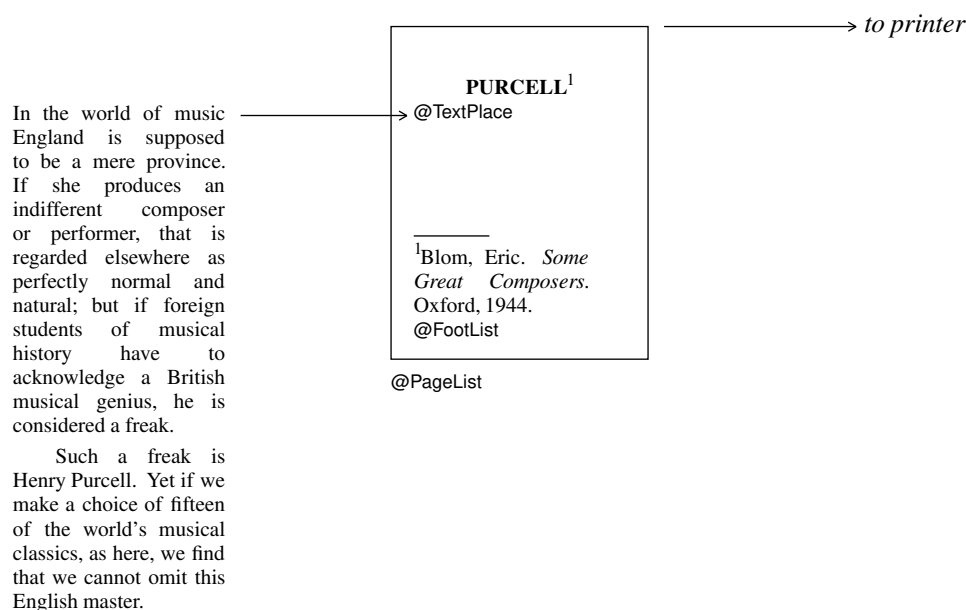 to printer
PURCELL1
@TextPlace
In the world of music
England is supposed
to be a mere province.
If she produces an
indifferent composer
or performer, that is
regarded elsewhere as
perfectly normal and
natural; but if foreign
students of musical
history have to
acknowledge a British
musical genius, he is
considered a freak.
Such a freak is
Henry Purcell. Yet if we
make a choice of fifteen
of the world's musical
classics, as here, we find
that we cannot omit this
English master.
1Blom, Eric. Some
Great Composers.
Oxford, 1944.
@FootList
@PageList